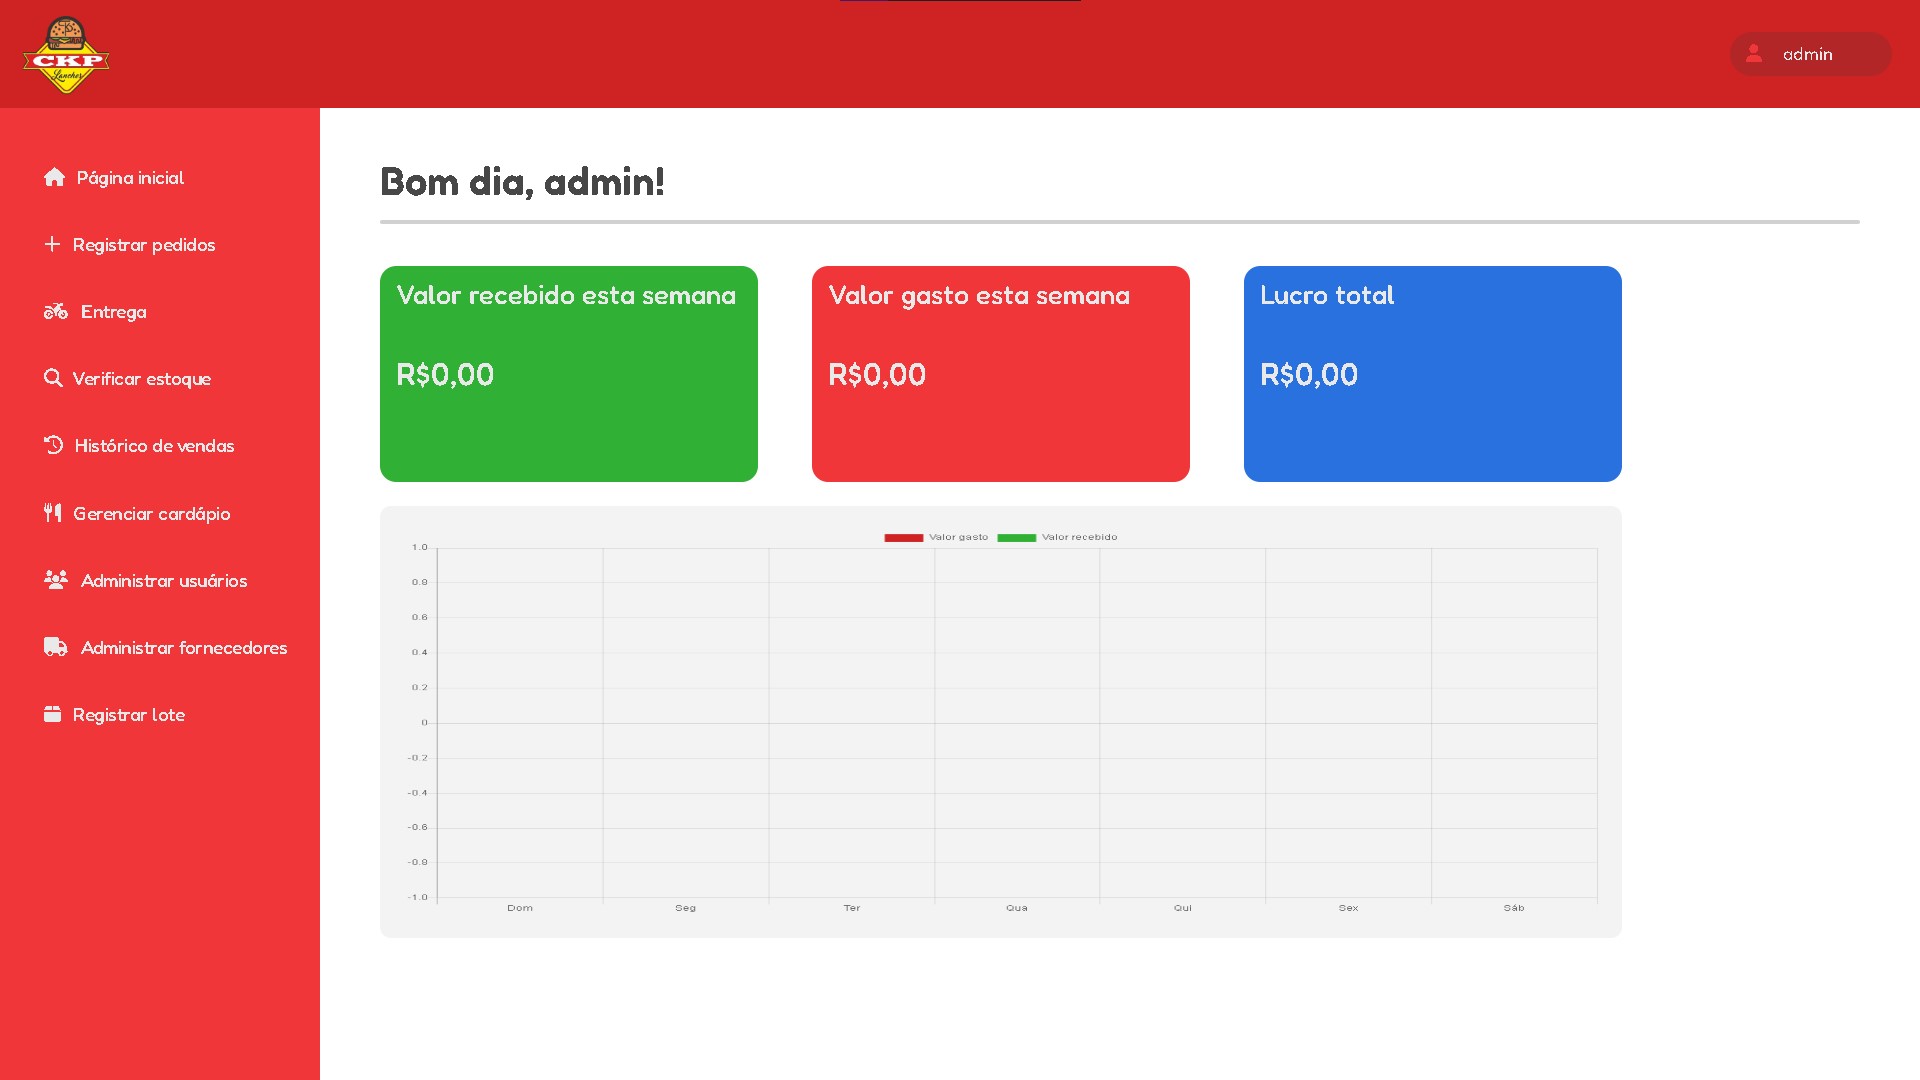 CKP
Lanches
admin
Página inicial
Registrar pedidos
Entrega
Verificar estoque
Histórico de vendas
Gerenciar cardápio
Administrar usuários
Administrar fornecedores
Registrar lote
Bom dia, admin!
Valor recebido esta semana
R$0,00
Valor gasto esta semana
R$0,00
Lucro total
R$0,00
Valor gasto Valor recebido
1.0
0.8
0.6
0.4
0.2
0
-0.2
-0.4
-0.6
-0.8
-1.0
Dom Seg Ter Qua Qui Sex Sáb